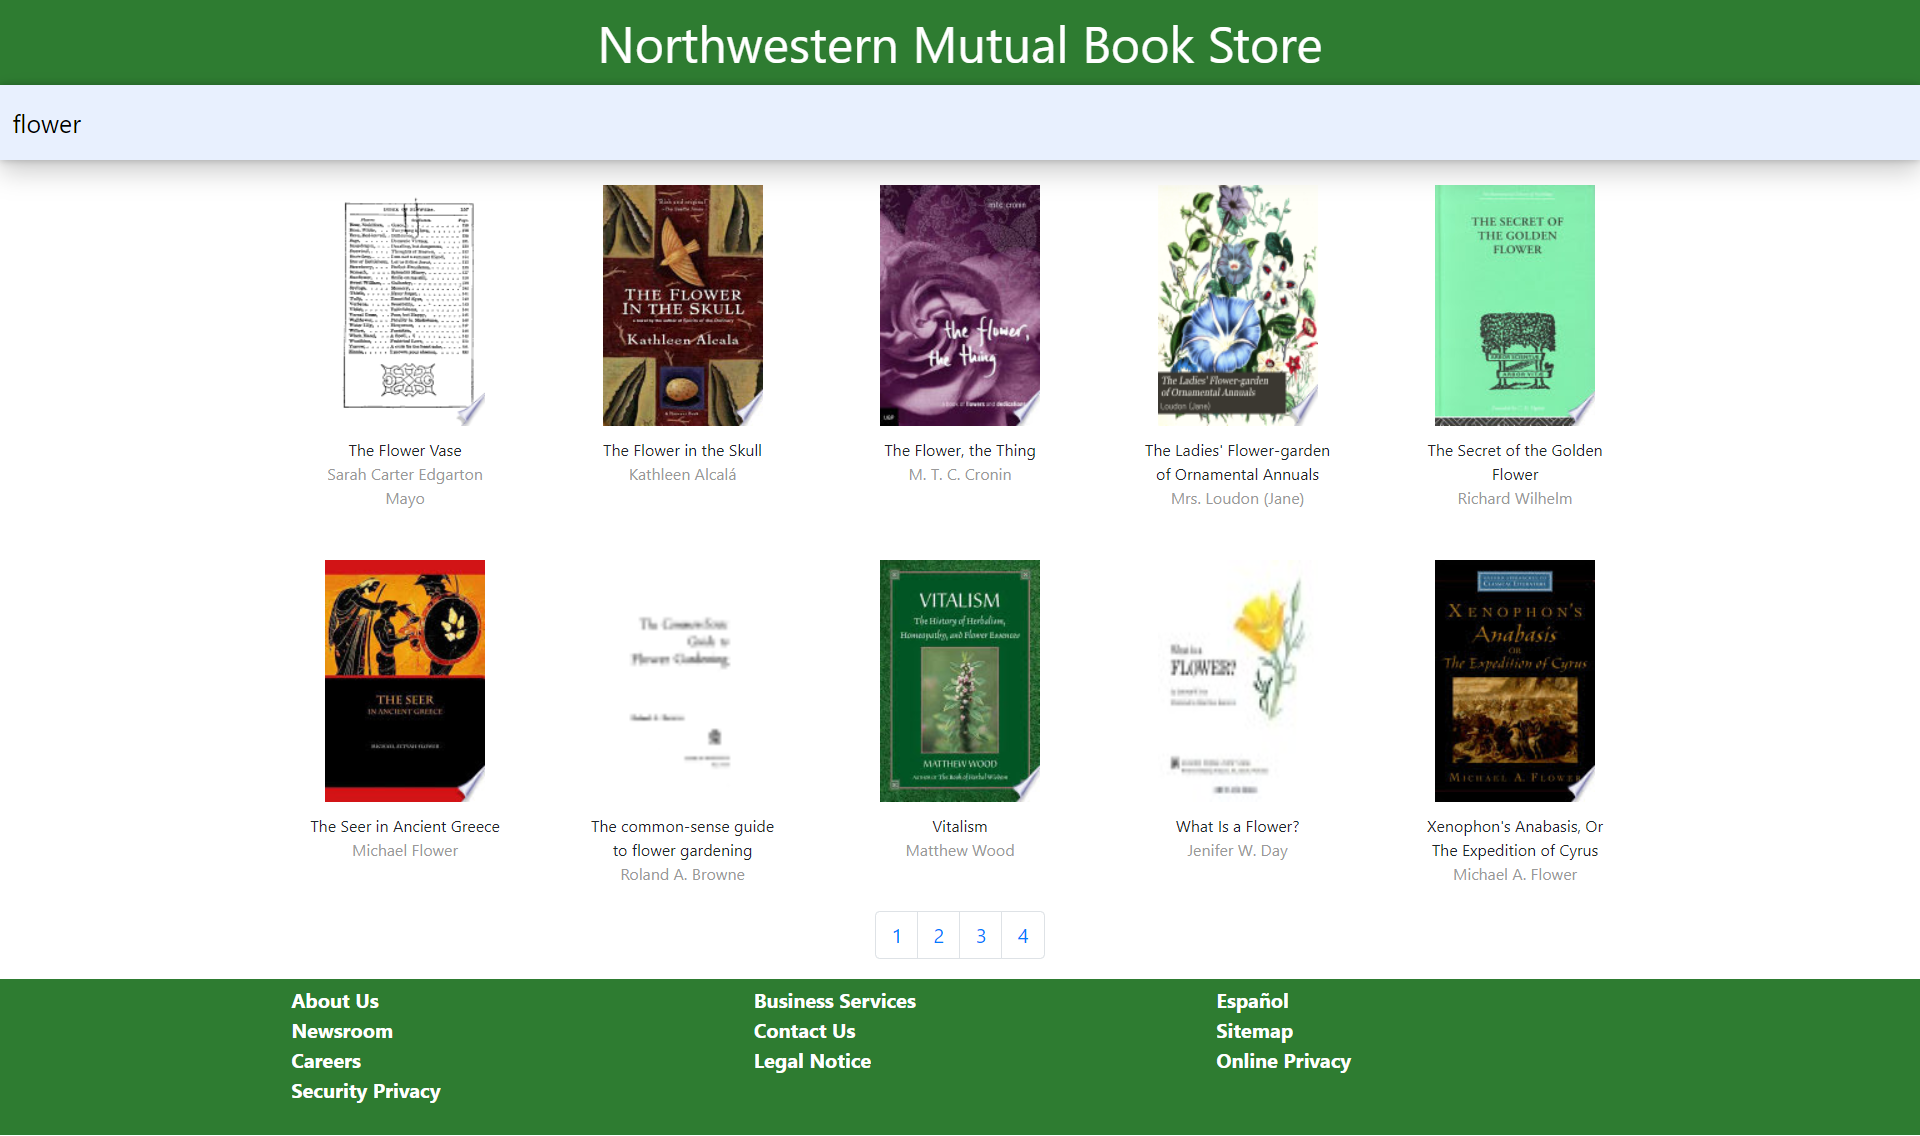 Northwestern Mutual Book Store
flower
THE FLOWER
IN THE SKULL
Kathleen Alcala
mtc cronin
the flower,
the thing
The Ladies' Flower-garden
of Ornamental Annuals
Loudon (Jane)
THE SECRET OF
THE GOLDEN
FLOWER
The Flower Vase
Sarah Carter Edgarton
Mayo
The Flower in the Skull
Kathleen Alcalá
The Flower, the Thing
M. T. C. Cronin
The Ladies' Flower-garden
of Ornamental Annuals
Mrs. Loudon (Jane)
The Secret of the Golden
Flower
Richard Wilhelm
THE SEER
IN ANCIENT GREECE
The Common-Sense
Guide to
Flower Gardening
VITALISM
The History of Herbalism,
Homeopathy, and Flower Essences
MATTHEW WOOD
What is a
FLOWER?
XENOPHON'S
Anabasis
OR
The Expedition of Cyrus
MICHAEL A. FLOWER
The Seer in Ancient Greece
Michael Flower
The common-sense guide
to flower gardening
Roland A. Browne
Vitalism
Matthew Wood
What Is a Flower?
Jenifer W. Day
Xenophon's Anabasis, Or
The Expedition of Cyrus
Michael A. Flower
1 2 3 4
About Us
Newsroom
Careers
Security Privacy
Business Services
Contact Us
Legal Notice
Español
Sitemap
Online Privacy